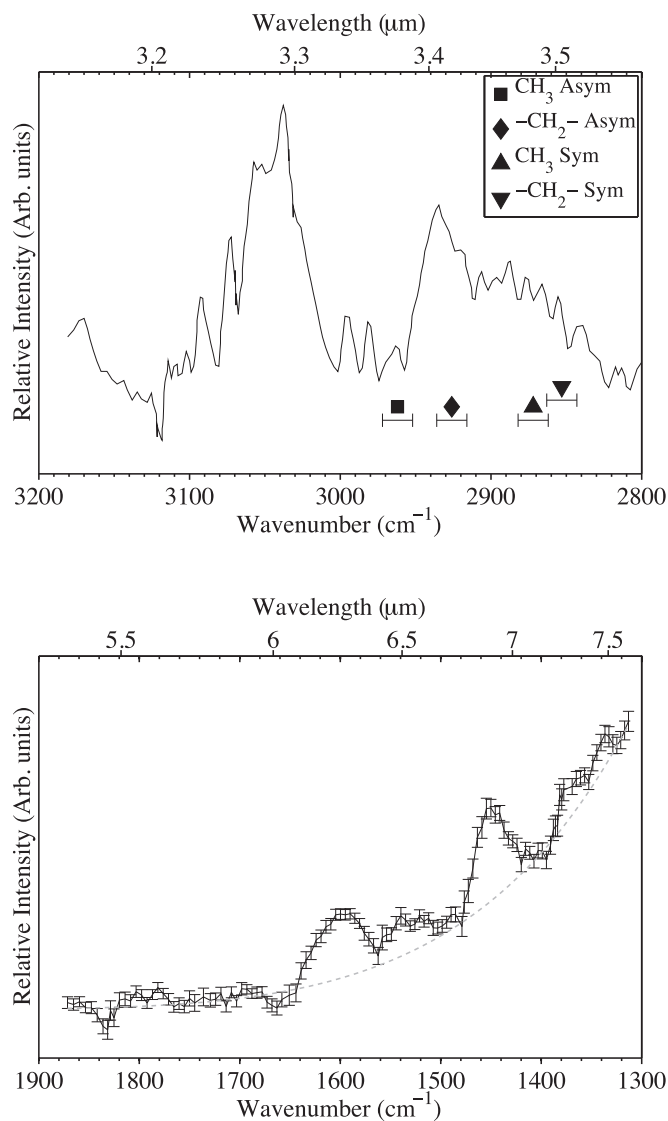 Wavelength (μm)
3.2 3.3 3.4 3.5
CH3 Asym
−CH2− Asym
CH3 Sym
−CH2− Sym
Relative Intensity (Arb. units)
3200 3100 3000 2900 2800
Wavenumber (cm−1)
Wavelength (μm)
5.5 6 6.5 7 7.5
Relative Intensity (Arb. units)
1900 1800 1700 1600 1500 1400 1300
Wavenumber (cm−1)